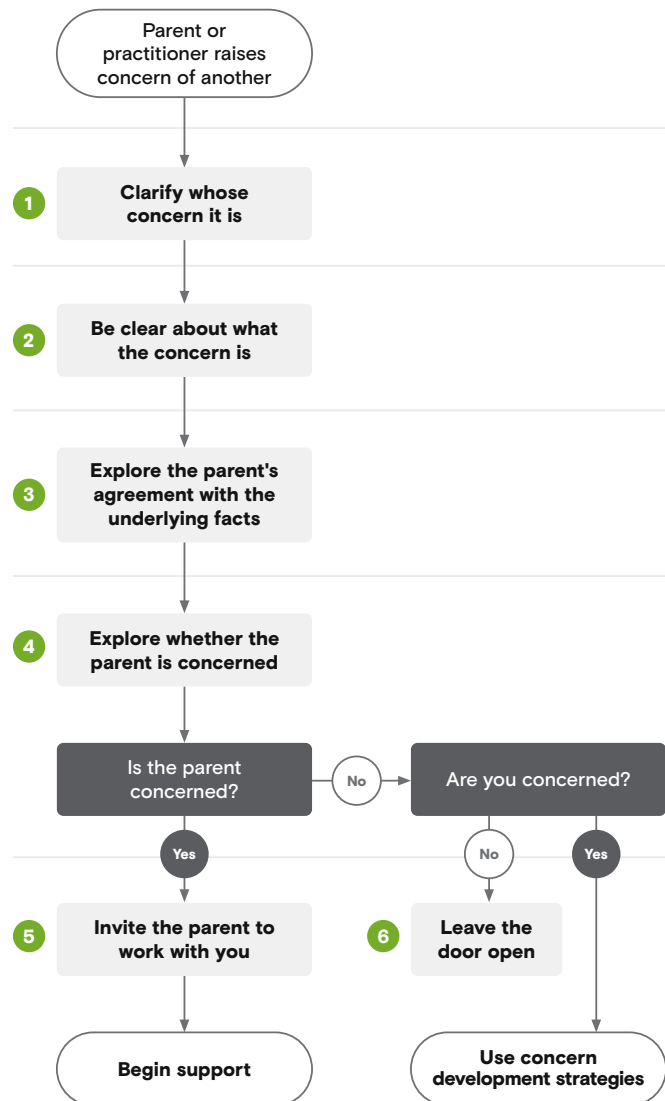 Parent or
practitioner raises
concern of another
1
Clarify whose
concern it is
2
Be clear about what
the concern is
3
Explore the parent's
agreement with the
underlying facts
4
Explore whether the
parent is concerned
Is the parent
concerned?
No
Are you concerned?
Yes
No
Yes
5
Invite the parent to
work with you
6
Leave the
door open
Begin support
Use concern
development strategies